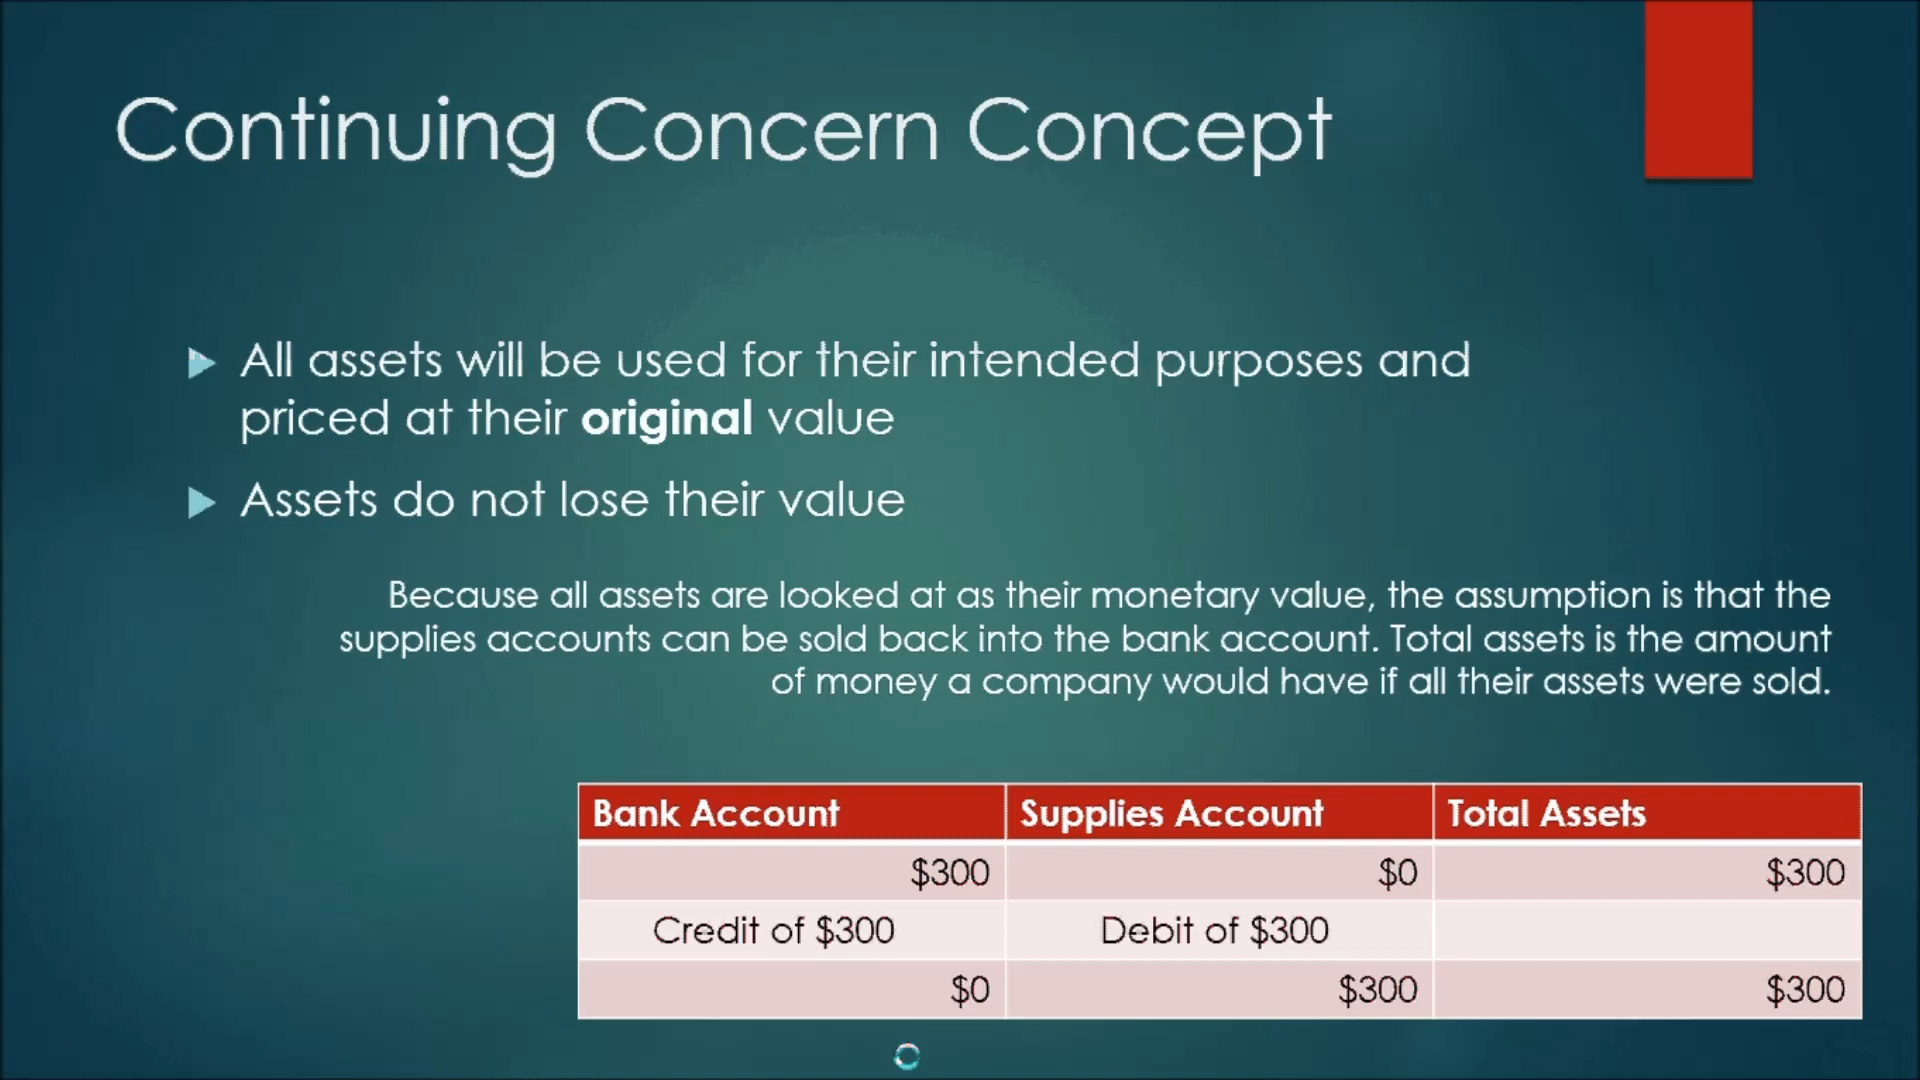 Continuing Concern Concept
All assets will be used for their intended purposes and
priced at their original value
Assets do not lose their value
Because all assets are looked at as their monetary value, the assumption is that the
supplies accounts can be sold back into the bank account. Total assets is the amount
of money a company would have if all their assets were sold.
Bank Account Supplies Account Total Assets
$300 $0 $300
Credit of $300 Debit of $300
$0 $300 $300